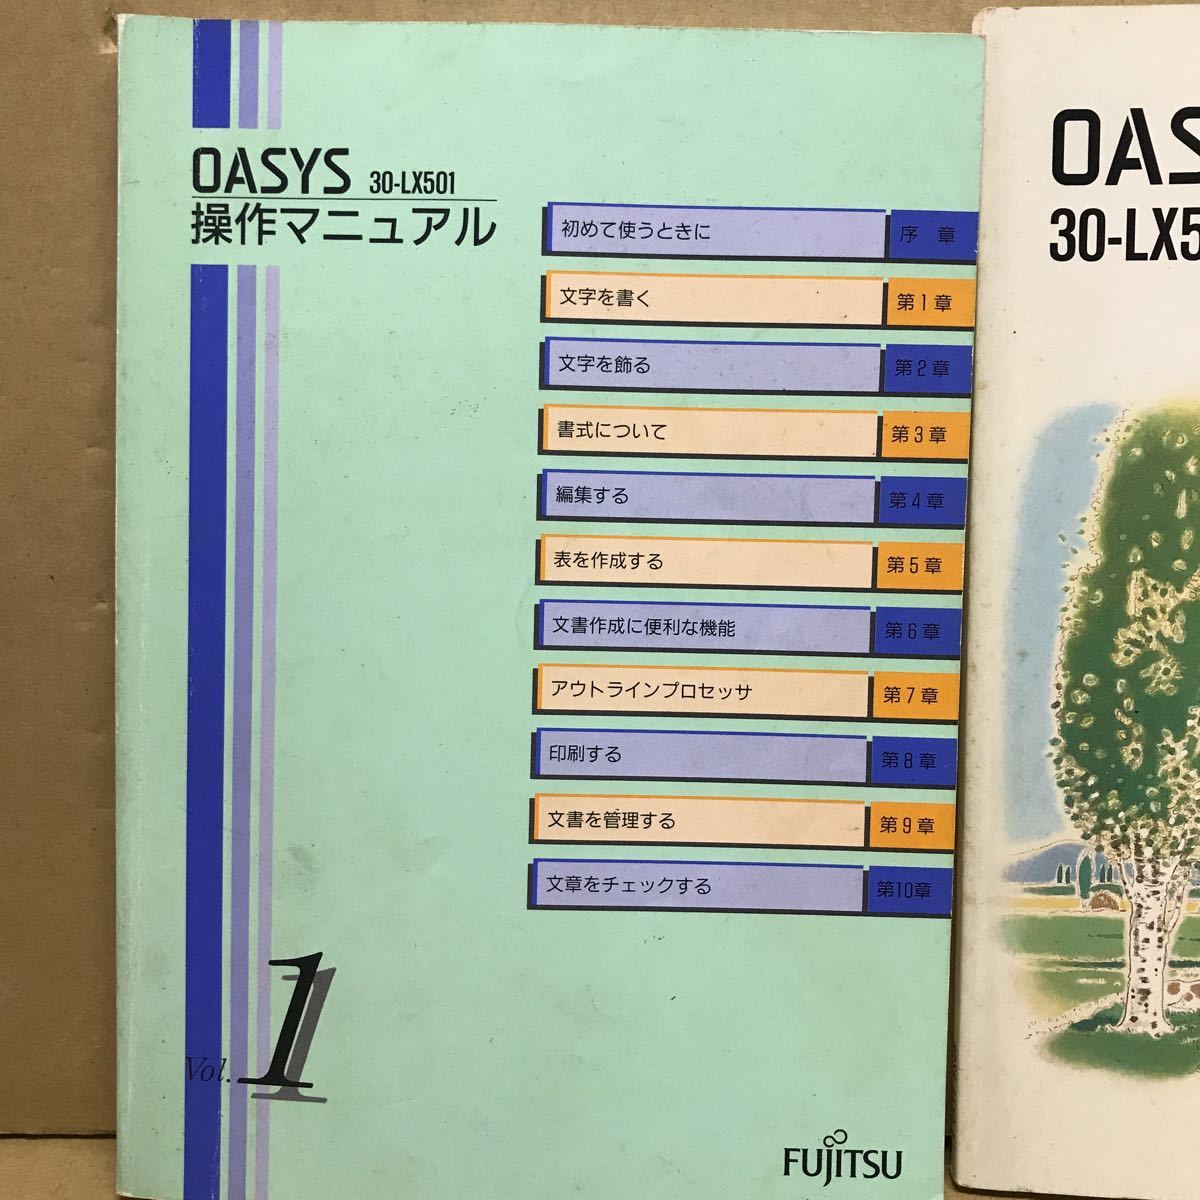 OASYS 30-LX501
操作マニュアル
初めて使うときに 序 章
文字を書く 第1章
文字を飾る 第2章
書式について 第3章
編集する 第4章
表を作成する 第5章
文書作成に便利な機能 第6章
アウトラインプロセッサ 第7章
印刷する 第8章
文書を管理する 第9章
文章をチェックする 第10章
Vol. 1
FUJITSU
OAS
30-LX5